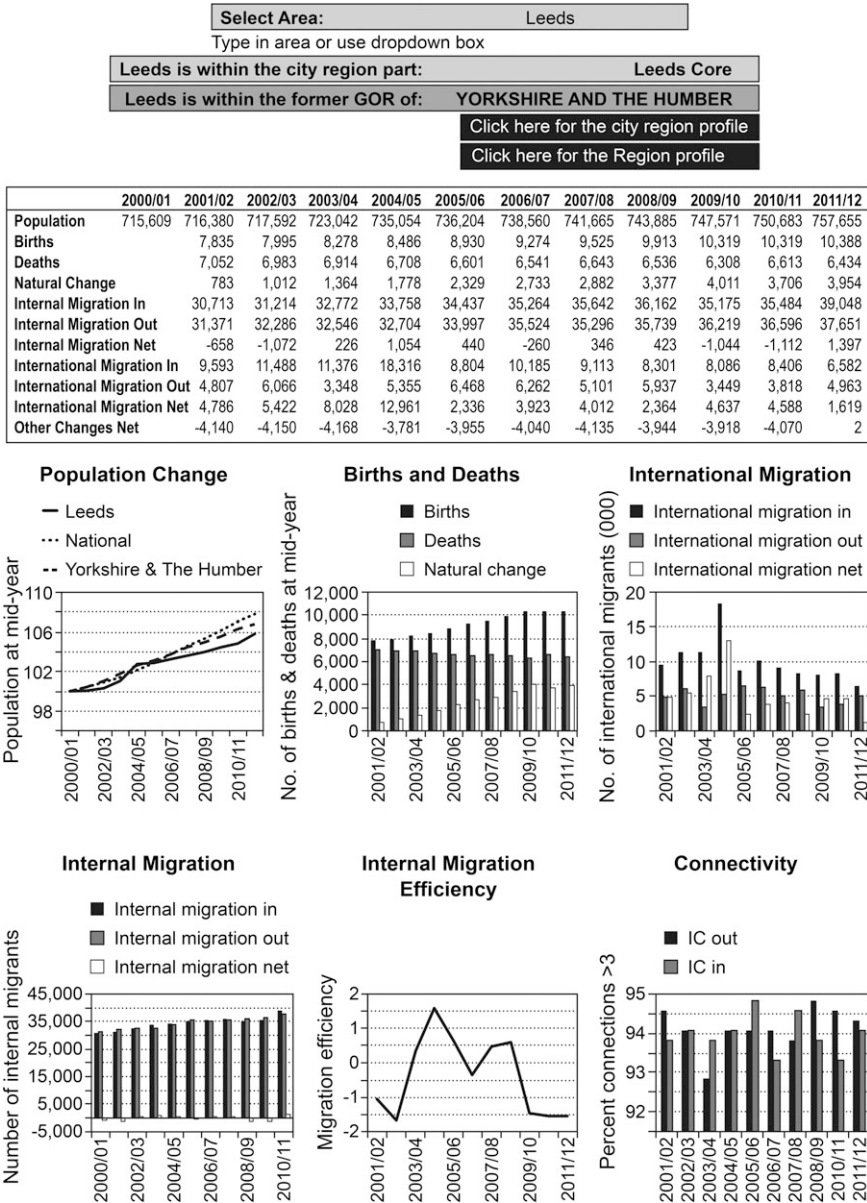 Select Area: Leeds
Type in area or use dropdown box
Leeds is within the city region part: Leeds Core
Leeds is within the former GOR of: YORKSHIRE AND THE HUMBER
Click here for the city region profile
Click here for the Region profile
2000/01 2001/02 2002/03 2003/04 2004/05 2005/06 2006/07 2007/08 2008/09 2009/10 2010/11 2011/12
Population 715,609 716,380 717,592 723,042 735,054 736,204 738,560 741,665 743,885 747,571 750,683 757,655
Births 7,835 7,995 8,278 8,486 8,930 9,274 9,525 9,913 10,319 10,319 10,388
Deaths 7,052 6,983 6,914 6,708 6,601 6,541 6,643 6,536 6,308 6,613 6,434
Natural Change 783 1,012 1,364 1,778 2,329 2,733 2,882 3,377 4,011 3,706 3,954
Internal Migration In 30,713 31,214 32,772 33,758 34,437 35,264 35,642 36,162 35,175 35,484 39,048
Internal Migration Out 31,371 32,286 32,546 32,704 33,997 35,524 35,296 35,739 36,219 36,596 37,651
Internal Migration Net -658 -1,072 226 1,054 440 -260 346 423 -1,044 -1,112 1,397
International Migration In 9,593 11,488 11,376 18,316 8,804 10,185 9,113 8,301 8,086 8,406 6,582
International Migration Out 4,807 6,066 3,348 5,355 6,468 6,262 5,101 5,937 3,449 3,818 4,963
International Migration Net 4,786 5,422 8,028 12,961 2,336 3,923 4,012 2,364 4,637 4,588 1,619
Other Changes Net -4,140 -4,150 -4,168 -3,781 -3,955 -4,040 -4,135 -3,944 -3,918 -4,070 2
Population Change
Leeds
National
Yorkshire & The Humber
Population at mid-year
110
106
102
98
2000/01 2002/03 2004/05 2006/07 2008/09 2010/11
Births and Deaths
Births
Deaths
Natural change
No. of births & deaths at mid-year
12,000
10,000
8,000
6,000
4,000
2,000
0
2001/02 2003/04 2005/06 2007/08 2009/10 2011/12
International Migration
International migration in
International migration out
International migration net
No. of international migrants (000)
20
15
10
5
0
2001/02 2003/04 2005/06 2007/08 2009/10 2011/12
Internal Migration
Internal migration in
Internal migration out
Internal migration net
Number of internal migrants
45,000
35,000
25,000
15,000
5,000
-5,000
2000/01 2002/03 2004/05 2006/07 2008/09 2010/11
Internal Migration
Efficiency
Migration efficiency
2
1
0
-1
-2
2001/02 2003/04 2005/06 2007/08 2009/10 2011/12
Connectivity
IC out
IC in
Percent connections >3
95
94
93
92
2001/02 2002/03 2003/04 2004/05 2005/06 2006/07 2007/08 2008/09 2009/10 2010/11 2011/12